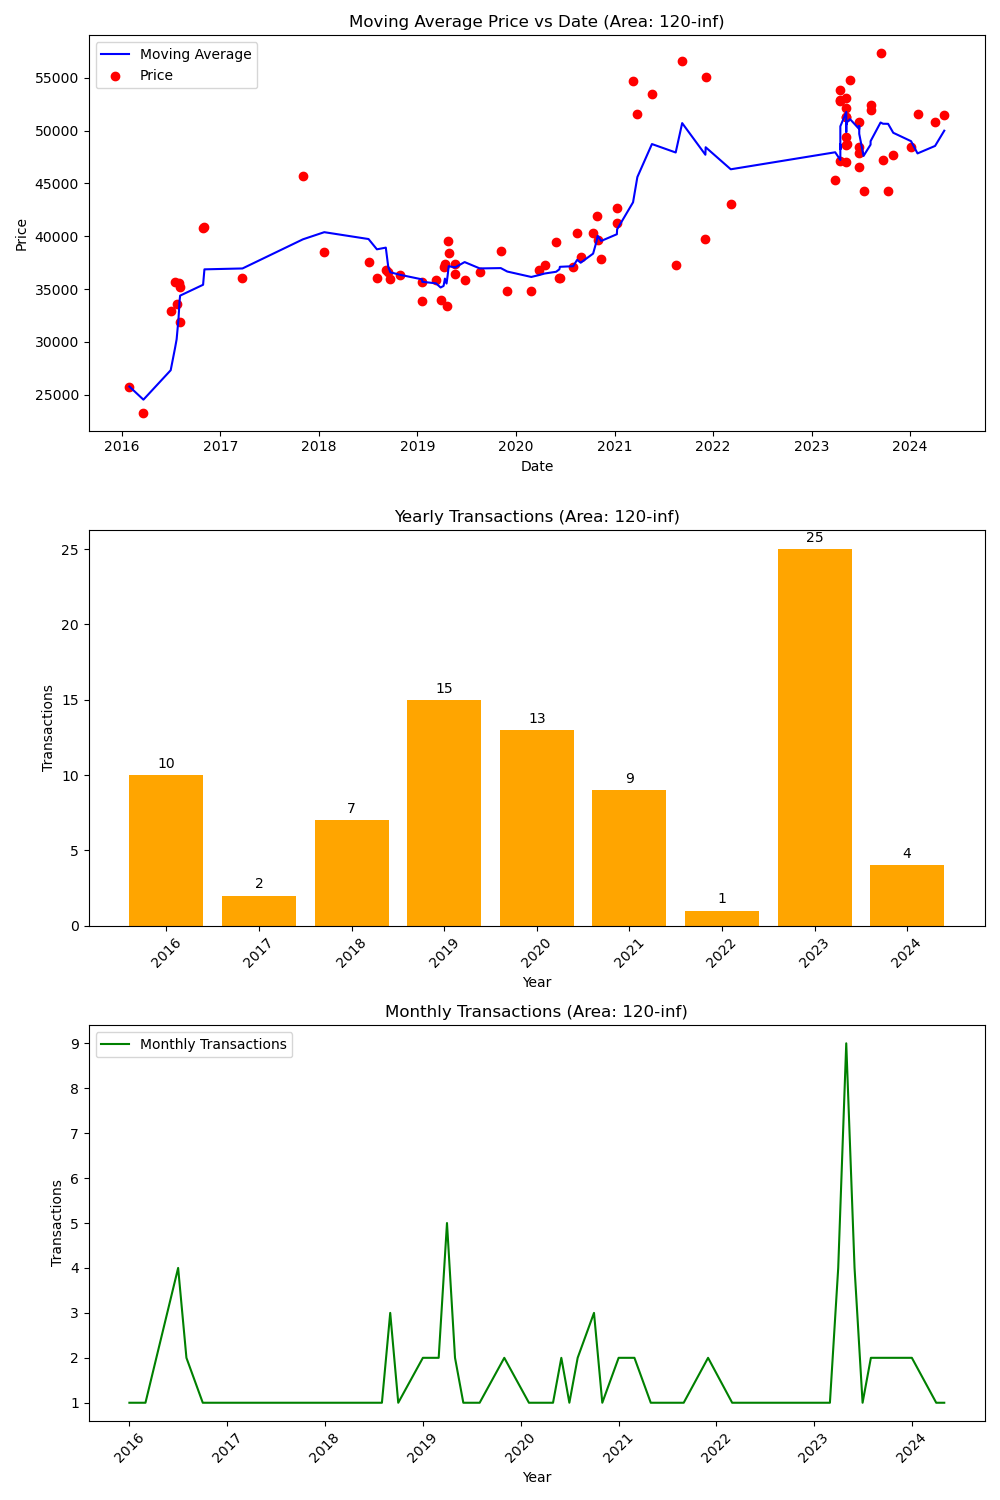 Moving Average Price vs Date (Area: 120-inf)
Moving Average
Price
55000
50000
45000
40000
35000
30000
25000
Price
2016 2017 2018 2019 2020 2021 2022 2023 2024
Date
Yearly Transactions (Area: 120-inf)
25
20
15
10
5
0
Transactions
10
2
7
15
13
9
1
25
4
2016 2017 2018 2019 2020 2021 2022 2023 2024
Year
Monthly Transactions (Area: 120-inf)
Monthly Transactions
9
8
7
6
5
4
3
2
1
Transactions
2016 2017 2018 2019 2020 2021 2022 2023 2024
Year